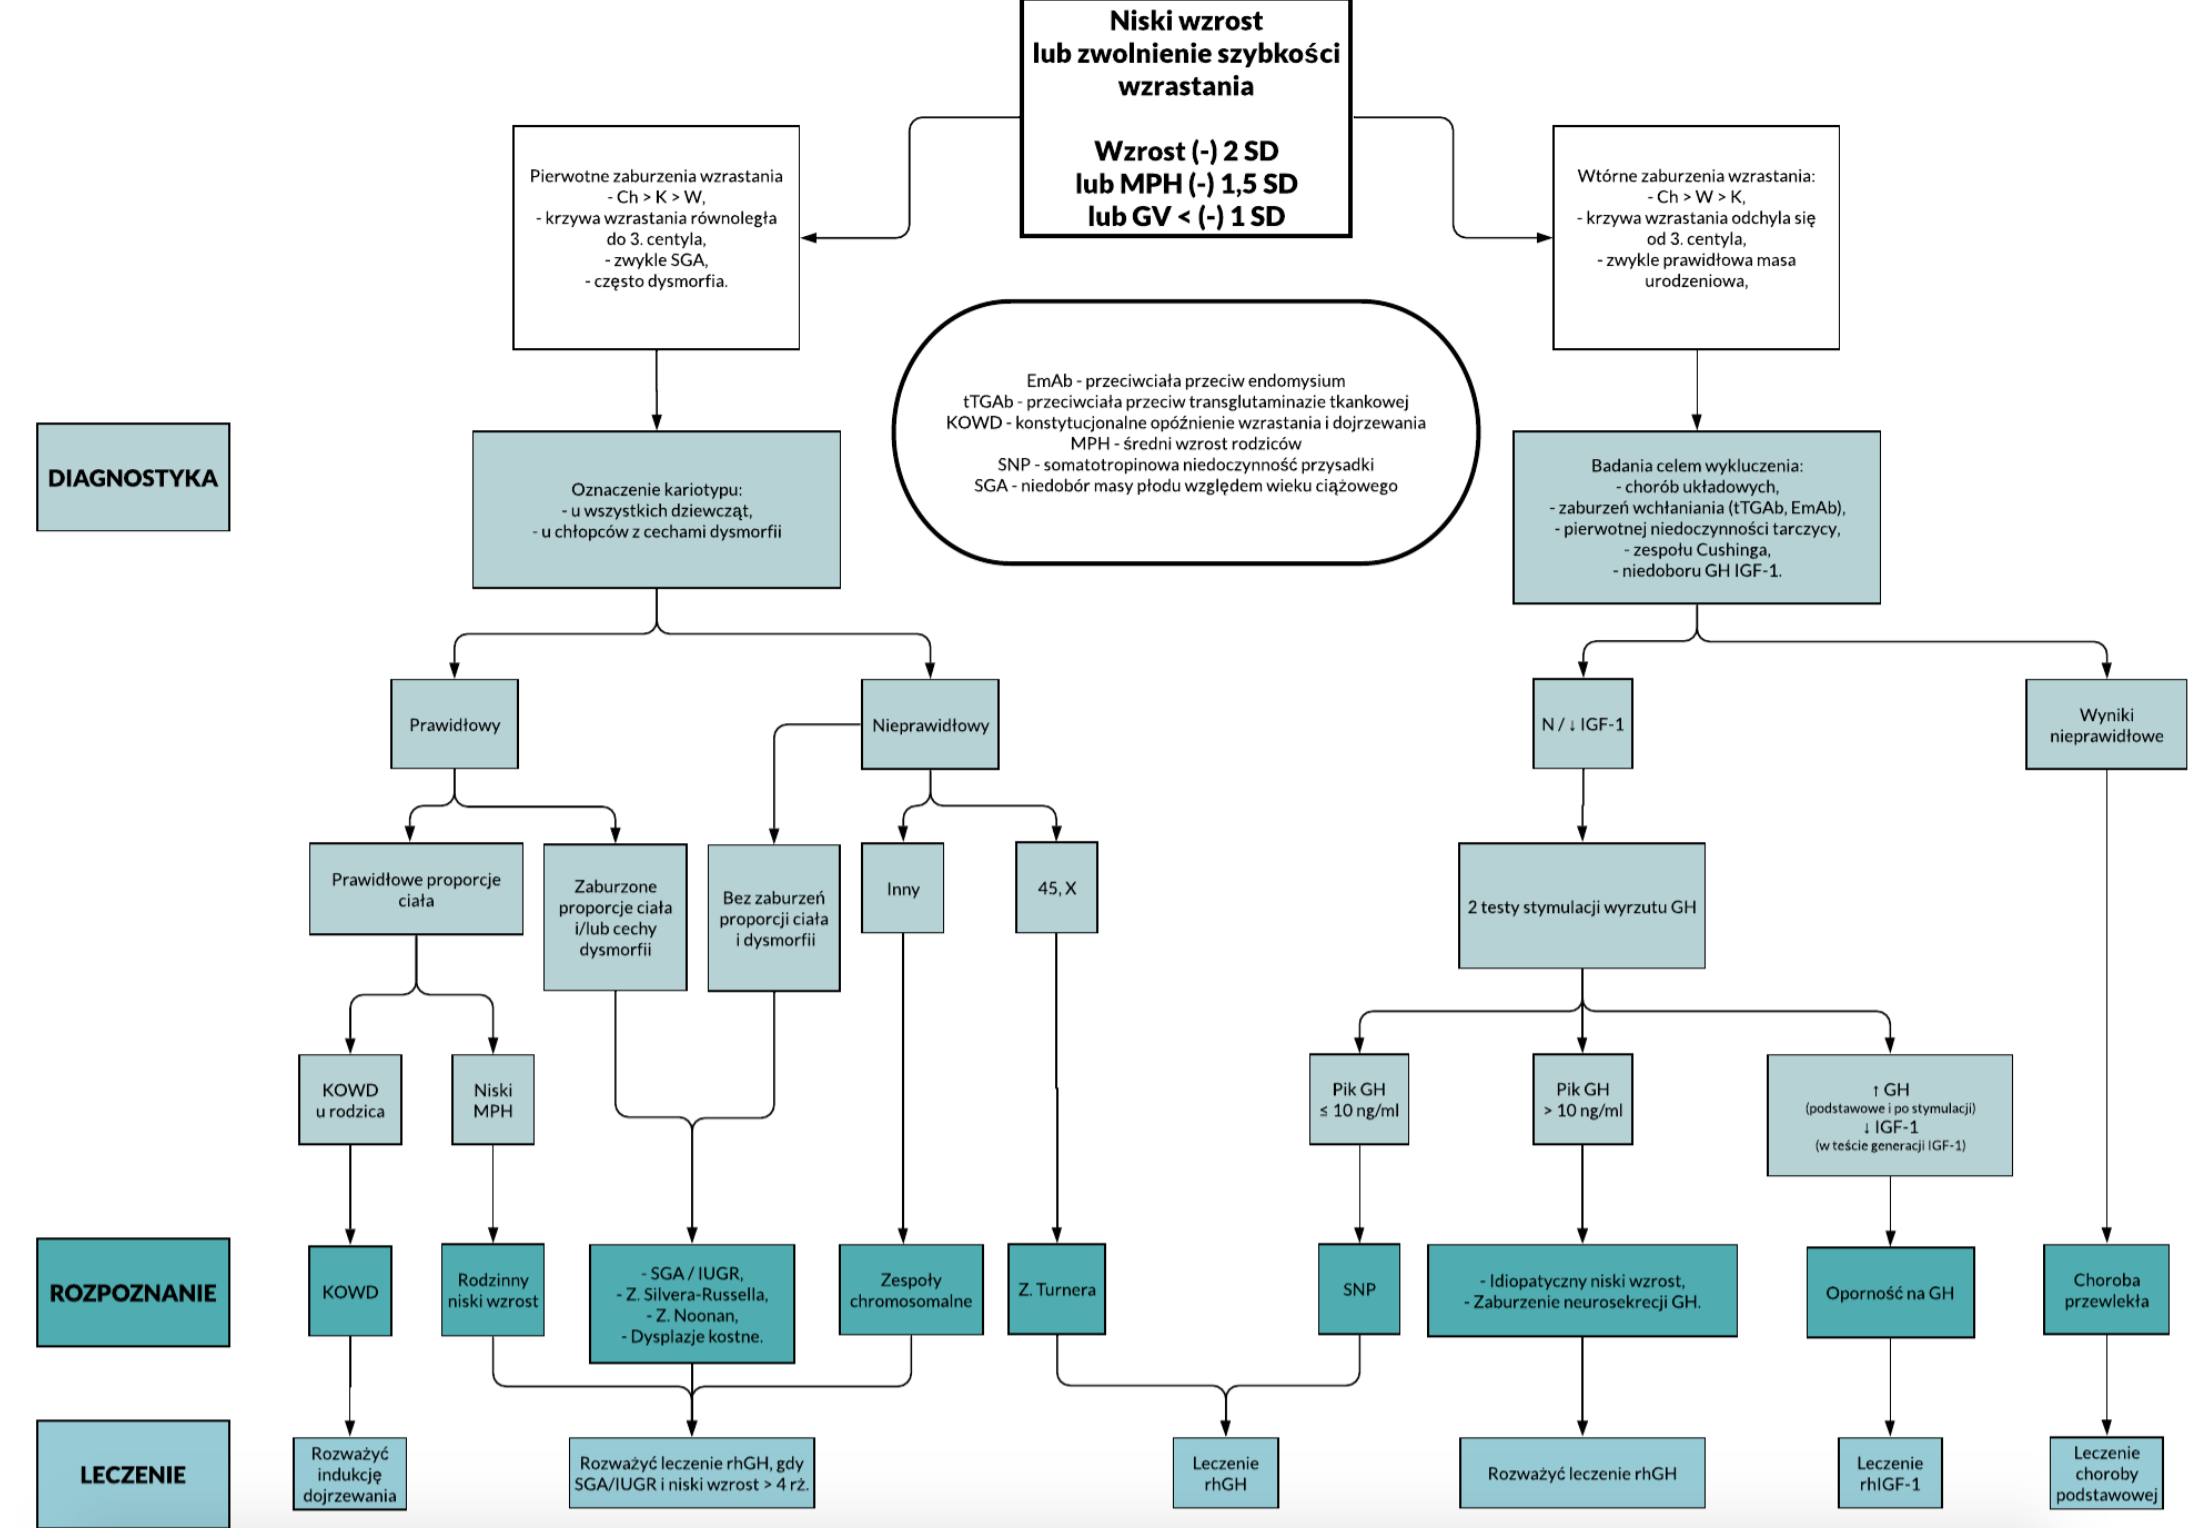 Niski wzrost
lub zwolnienie szybkości
wzrastania
Wzrost (-) 2 SD
lub MPH (-) 1,5 SD
lub GV < (-) 1 SD
Pierwotne zaburzenia wzrastania
- Ch > K > W,
- krzywa wzrastania równoległa
do 3. centyla,
- zwykle SGA,
- często dysmorfia.
Wtórne zaburzenia wzrastania:
- Ch > W > K,
- krzywa wzrastania odchyla się
od 3. centyla,
- zwykle prawidłowa masa
urodzeniowa,
EmAb - przeciwciała przeciw endomysium
tTGAb - przeciwciała przeciw transglutaminazie tkankowej
KOWD - konstytucjonalne opóźnienie wzrastania i dojrzewania
MPH - średni wzrost rodziców
SNP - somatotropinowa niedoczynność przysadki
SGA - niedobór masy płodu względem wieku ciążowego
DIAGNOSTYKA
Oznaczenie kariotypu:
- u wszystkich dziewcząt,
- u chłopców z cechami dysmorfii
Badania celem wykluczenia:
- chorób układowych,
- zaburzeń wchłaniania (tTGAb, EmAb),
- pierwotnej niedoczynności tarczycy,
- zespołu Cushinga,
- niedoboru GH IGF-1.
Prawidłowy
Nieprawidłowy
N / ↓ IGF-1
Wyniki
nieprawidłowe
Prawidłowe proporcje
ciała
Zaburzone
proporcje ciała
i/lub cechy
dysmorfii
Bez zaburzeń
proporcji ciała
i dysmorfii
Inny
45, X
2 testy stymulacji wyrzutu GH
KOWD
u rodzica
Niski
MPH
Pik GH
≤ 10 ng/ml
Pik GH
> 10 ng/ml
↑ GH
(podstawowe i po stymulacji)
↓ IGF-1
(w teście generacji IGF-1)
ROZPOZNANIE
KOWD
Rodzinny
niski wzrost
- SGA / IUGR,
- Z. Silvera-Russella,
- Z. Noonan,
- Dysplazje kostne.
Zespoły
chromosomalne
Z. Turnera
SNP
- Idiopatyczny niski wzrost,
- Zaburzenie neurosekrecji GH.
Oporność na GH
Choroba
przewlekła
LECZENIE
Rozważyć
indukcję
dojrzewania
Rozważyć leczenie rhGH, gdy
SGA/IUGR i niski wzrost > 4 rż.
Leczenie
rhGH
Rozważyć leczenie rhGH
Leczenie
rhIGF-1
Leczenie
choroby
podstawowej